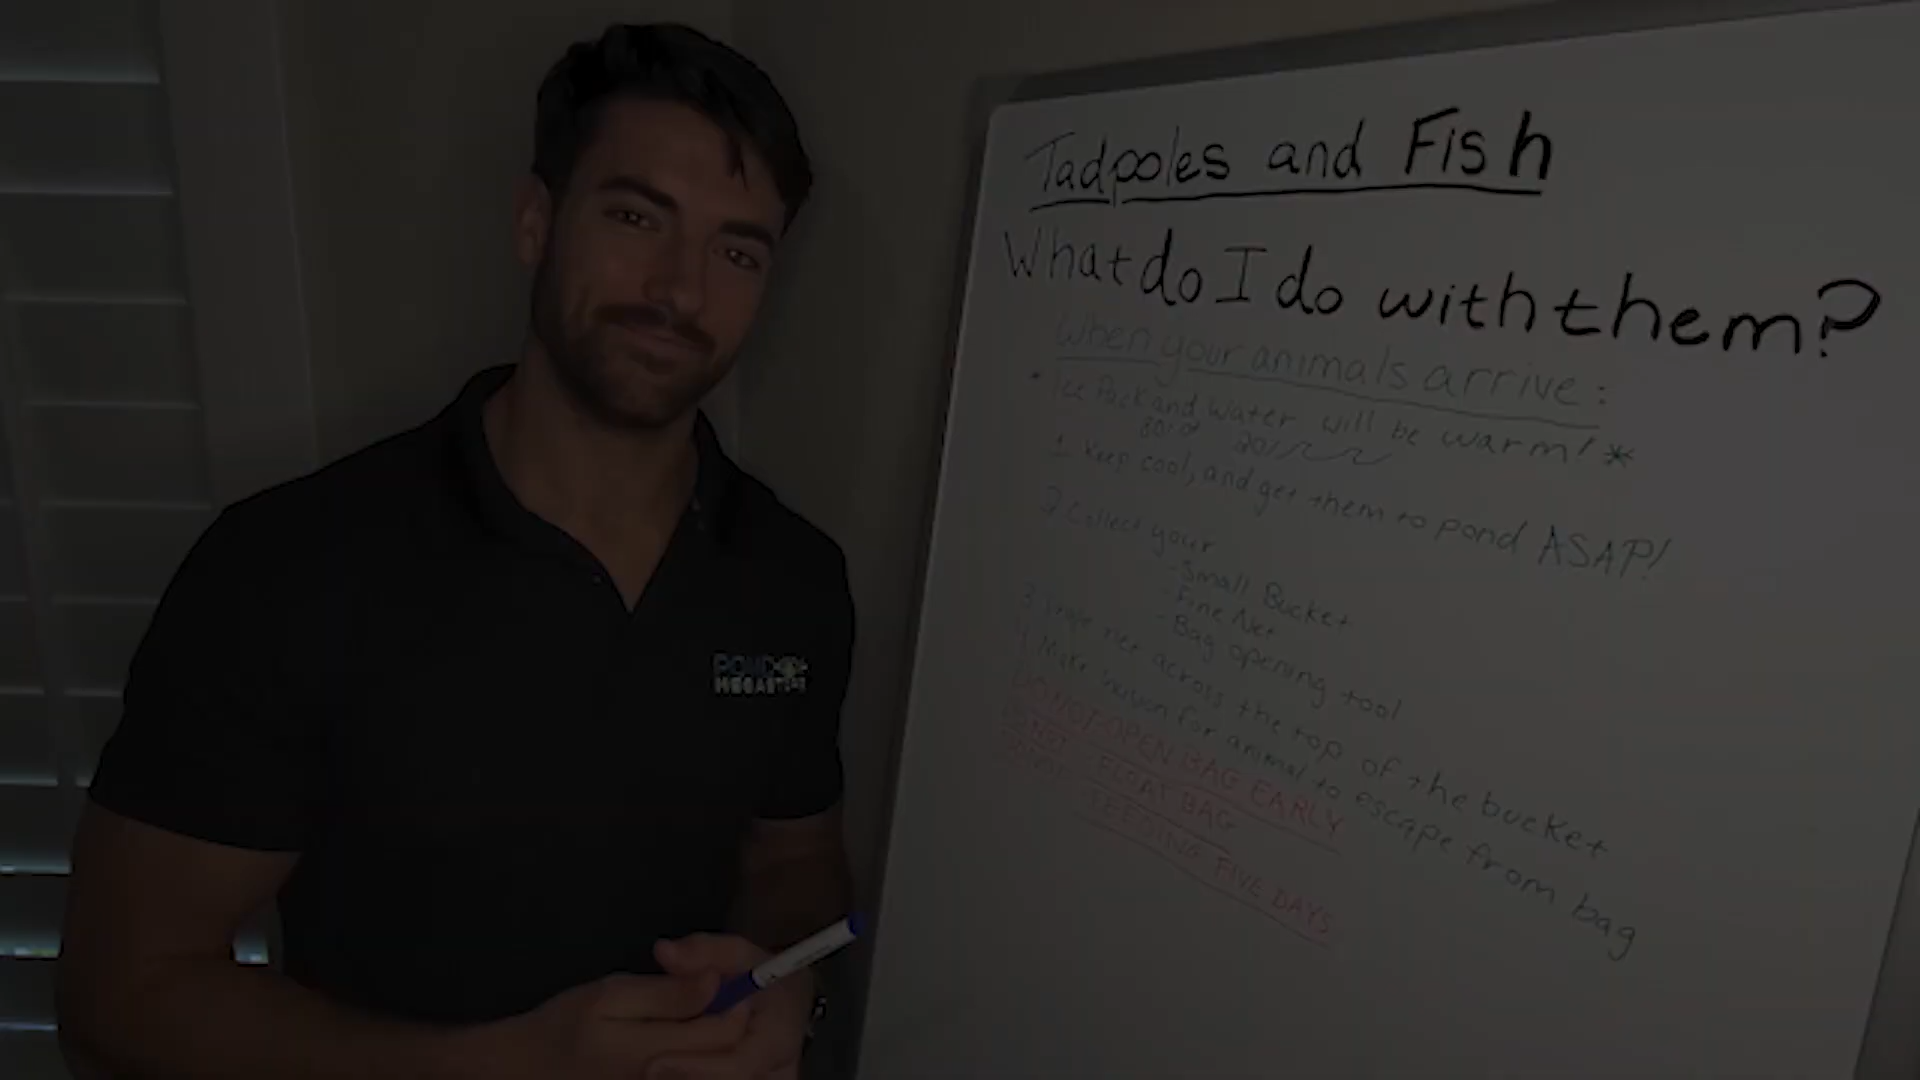 Tadpoles and Fish
What do I do with them?
When your animals arrive:
* Ice Pack and water will be warm! *
1 Keep cool, and get them to pond ASAP!
2 Collect your
- Small Bucket
- Fine Net
- Bag opening tool
3 net across the top of the bucket
4 Make haven for animal to escape from bag
DO NOT OPEN BAG EARLY
DO NOT FLOAT BAG
FEEDING FIVE DAYS
POND
MEGASTORE